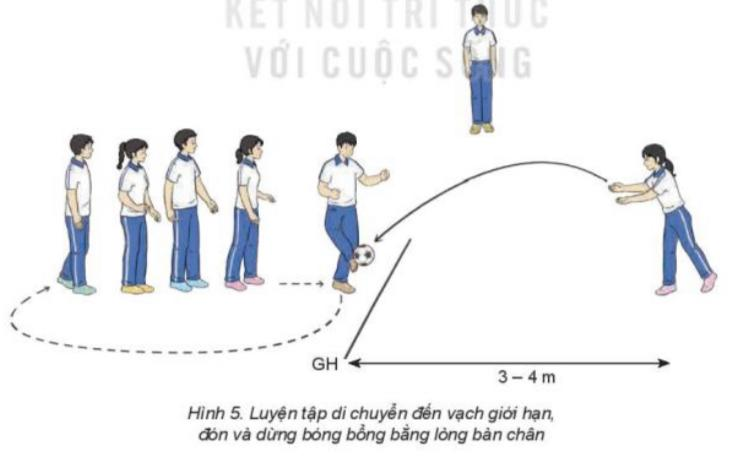 KẾT NỐI TRI THỨC
VỚI CUỘC SỐNG
GH
3 – 4 m
Hình 5. Luyện tập di chuyển đến vạch giới hạn,
đón và dừng bóng bổng bằng lòng bàn chân